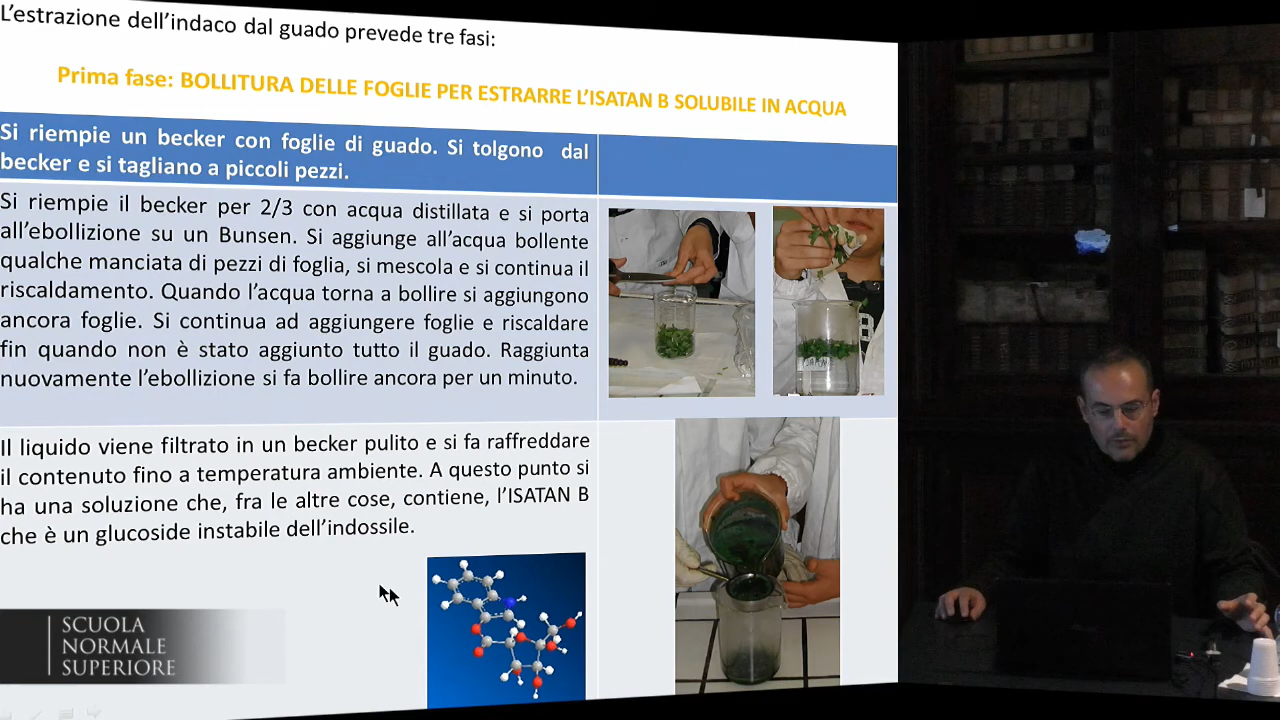 L'estrazione dell'indaco dal guado prevede tre fasi:
Prima fase: BOLLITURA DELLE FOGLIE PER ESTRARRE L'ISATAN B SOLUBILE IN ACQUA
Si riempie un becker con foglie di guado. Si tolgono dal
becker e si tagliano a piccoli pezzi.
Si riempie il becker per 2/3 con acqua distillata e si porta
all'ebollizione su un Bunsen. Si aggiunge all'acqua bollente
qualche manciata di pezzi di foglia, si mescola e si continua il
riscaldamento. Quando l'acqua torna a bollire si aggiungono
ancora foglie. Si continua ad aggiungere foglie e riscaldare
fin quando non è stato aggiunto tutto il guado. Raggiunta
nuovamente l'ebollizione si fa bollire ancora per un minuto.
Il liquido viene filtrato in un becker pulito e si fa raffreddare
il contenuto fino a temperatura ambiente. A questo punto si
ha una soluzione che, fra le altre cose, contiene, l'ISATAN B
che è un glucoside instabile dell'indossile.
SCUOLA
NORMALE
SUPERIORE